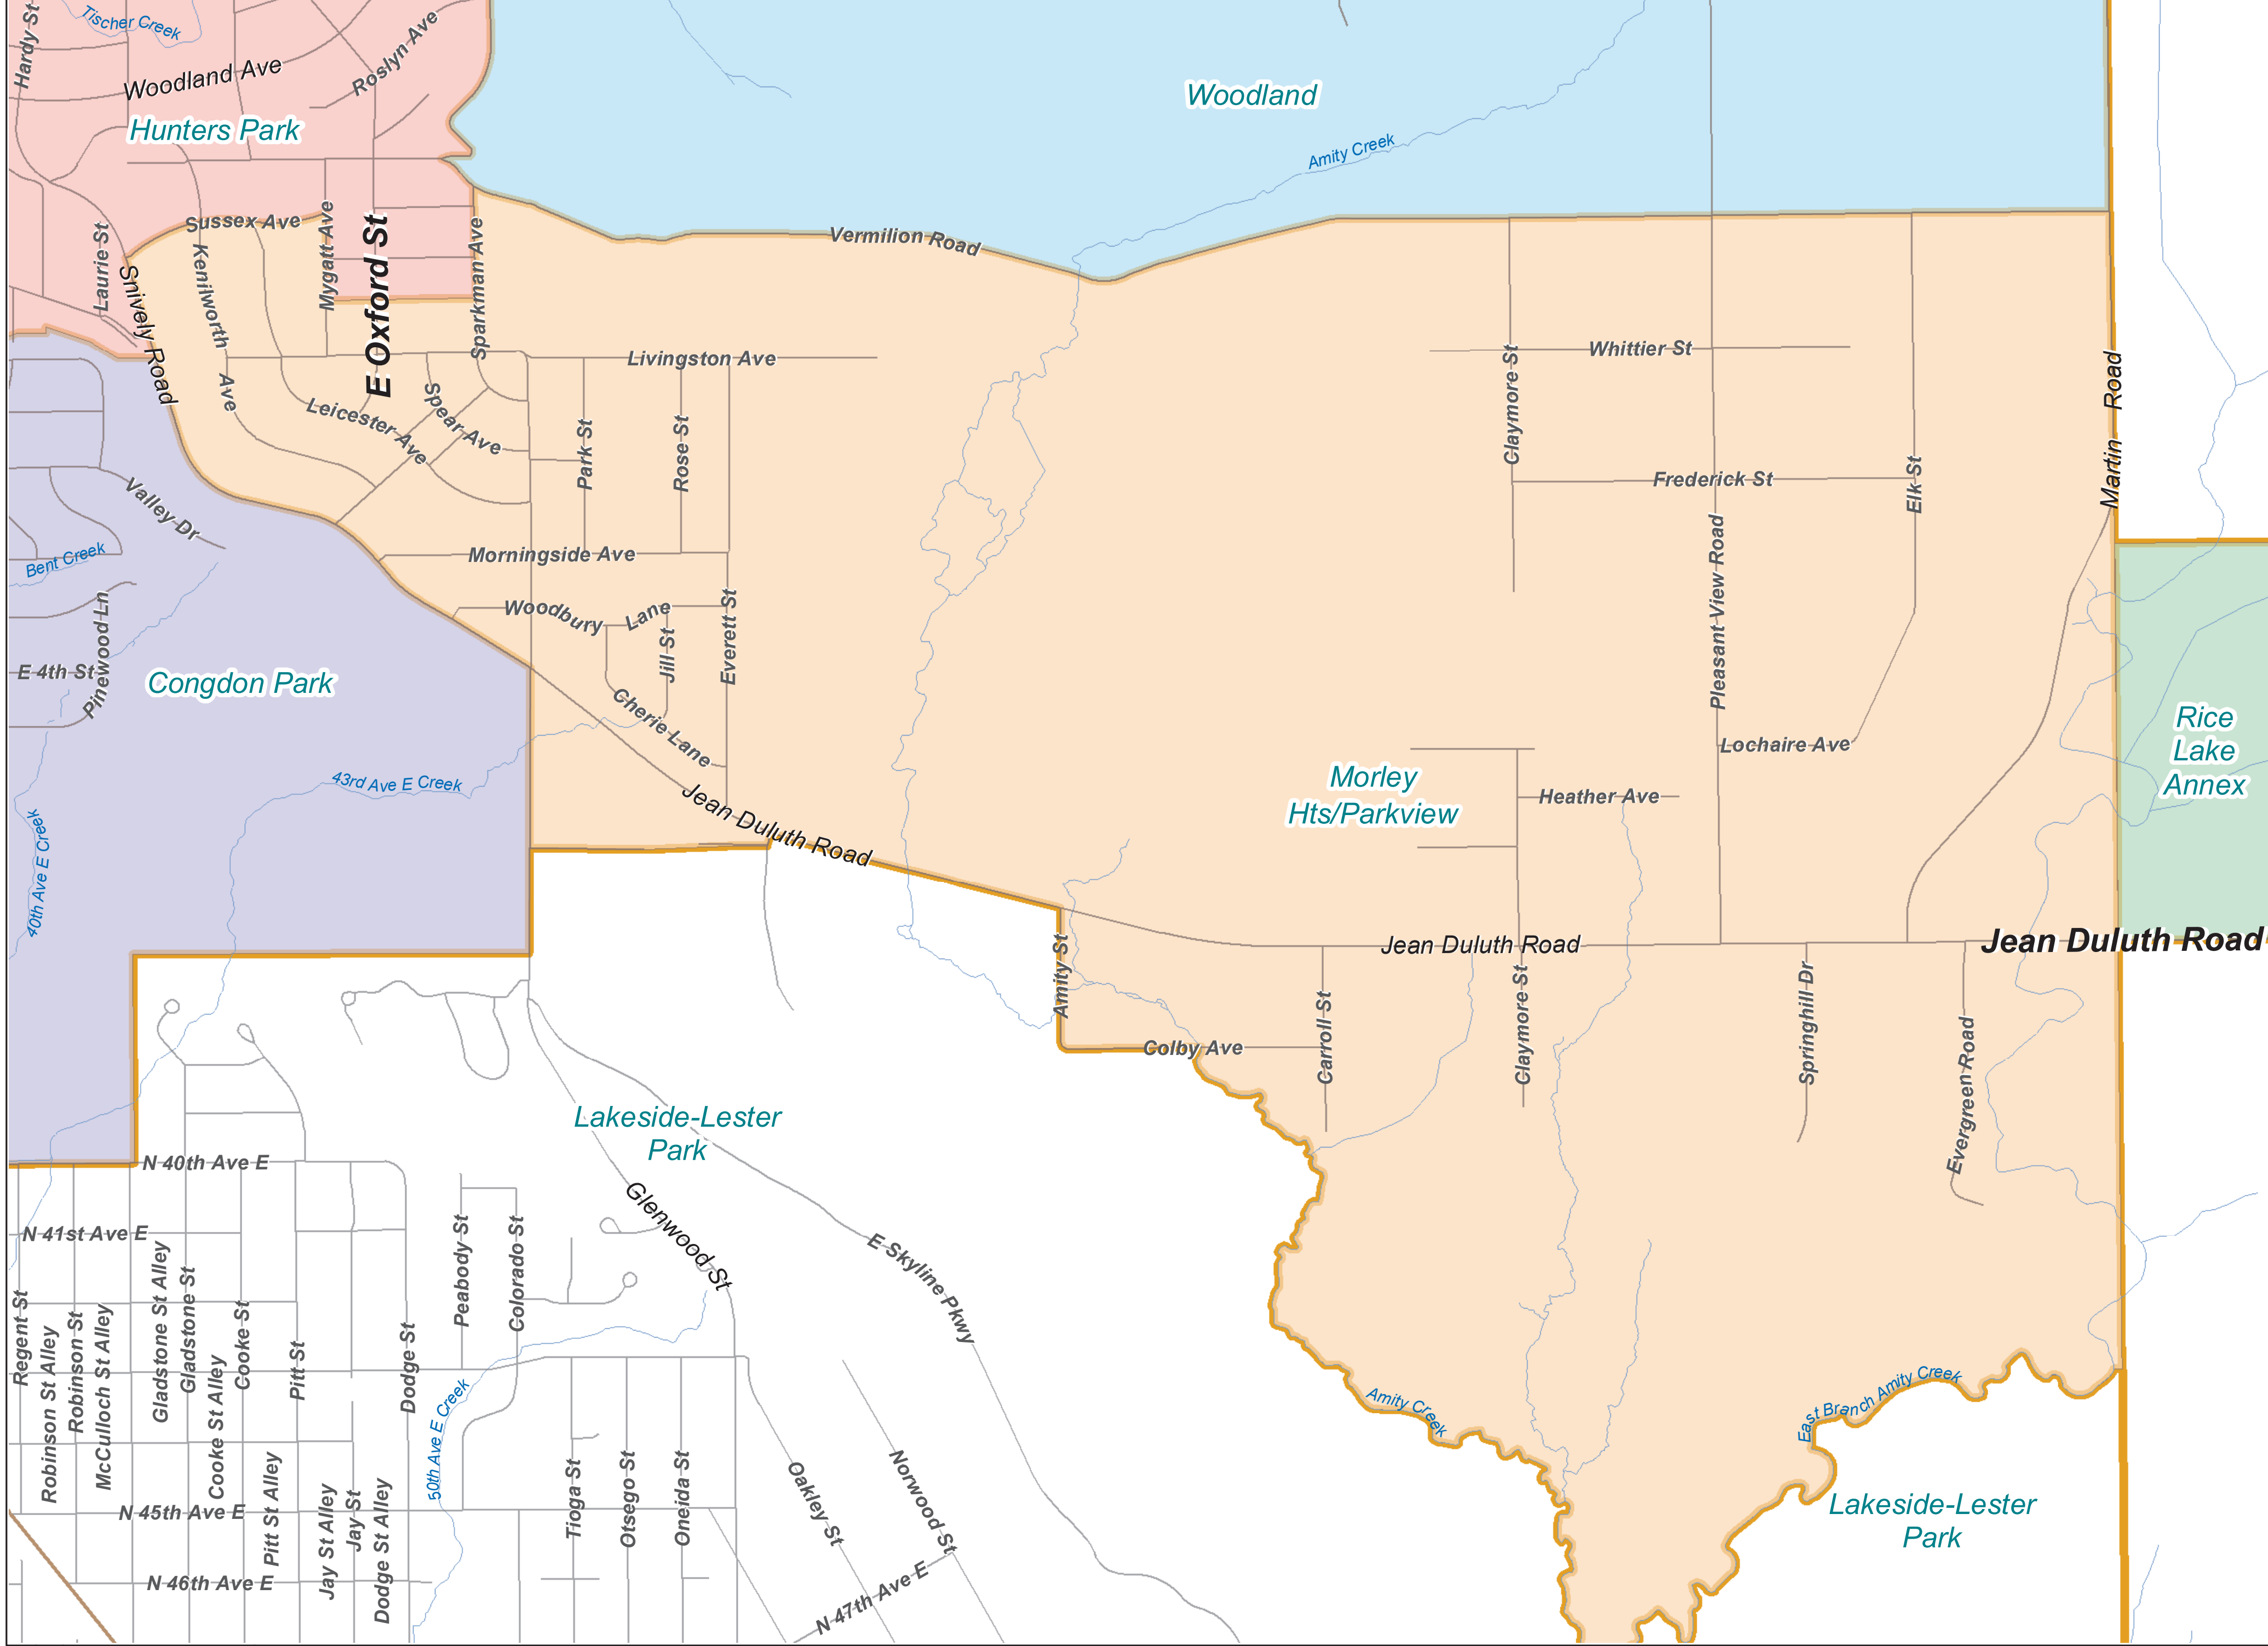 Hardy St
Tischer Creek
Woodland Ave
Roslyn Ave
Hunters Park
Woodland
Amity Creek
Laurie St
Snively Road
Sussex Ave
Kenilworth
Ave
Mygatt Ave
E Oxford St
Sparkman Ave
Vermilion Road
Livingston Ave
Leicester Ave
Spear Ave
Park St
Rose St
Claymore St
Whittier St
Frederick St
Elk St
Martin Road
Pleasant View Road
Valley Dr
Bent Creek
Pinewood Ln
E 4th St
Congdon Park
Morningside Ave
Woodbury
Lane
Jill St
Everett St
Cherie Lane
43rd Ave E Creek
40th Ave E Creek
Jean Duluth Road
Morley
Hts/Parkview
Lochaire Ave
Heather Ave
Rice
Lake
Annex
Jean Duluth Road
Jean Duluth Road
Amity St
Colby Ave
Carroll St
Claymore St
Springhill Dr
Evergreen Road
Lakeside-Lester
Park
N 40th Ave E
N 41st Ave E
Glenwood St
E Skyline Pkwy
Regent St
Robinson St Alley
Robinson St
McCulloch St Alley
Gladstone St Alley
Gladstone St
Cooke St Alley
Cooke St
Pitt St Alley
Pitt St
Jay St Alley
Jay St
Dodge St Alley
Dodge St
Peabody St
Colorado St
50th Ave E Creek
Tioga St
Otsego St
Oneida St
Oakley St
Norwood St
N 45th Ave E
N 46th Ave E
N 47th Ave E
Amity Creek
East Branch Amity Creek
Lakeside-Lester
Park